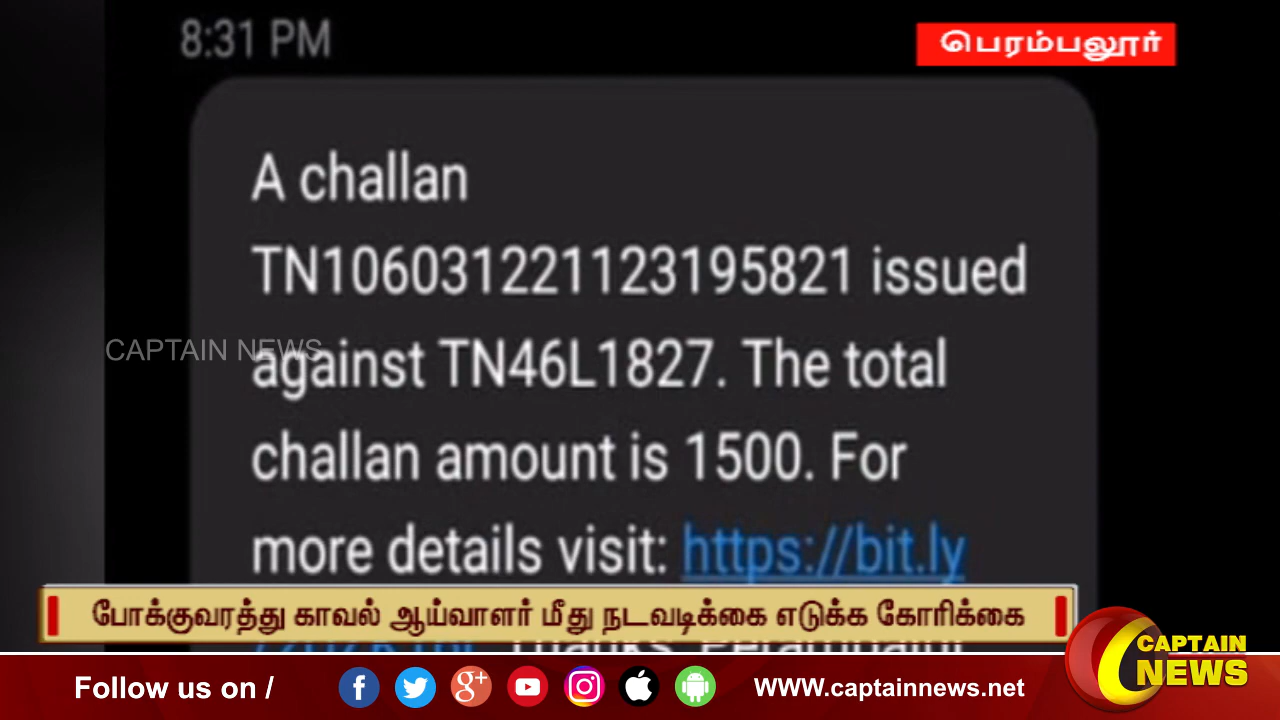 8:31 PM
பெரம்பலூர்
A challan
TN106031221123195821 issued
CAPTAIN NEWS
against TN46L1827. The total
challan amount is 1500. For
more details visit: https://bit.ly
போக்குவரத்து காவல் ஆய்வாளர் மீது நடவடிக்கை எடுக்க கோரிக்கை
CAPTAIN
NEWS
Follow us on / WWW.captainnews.net